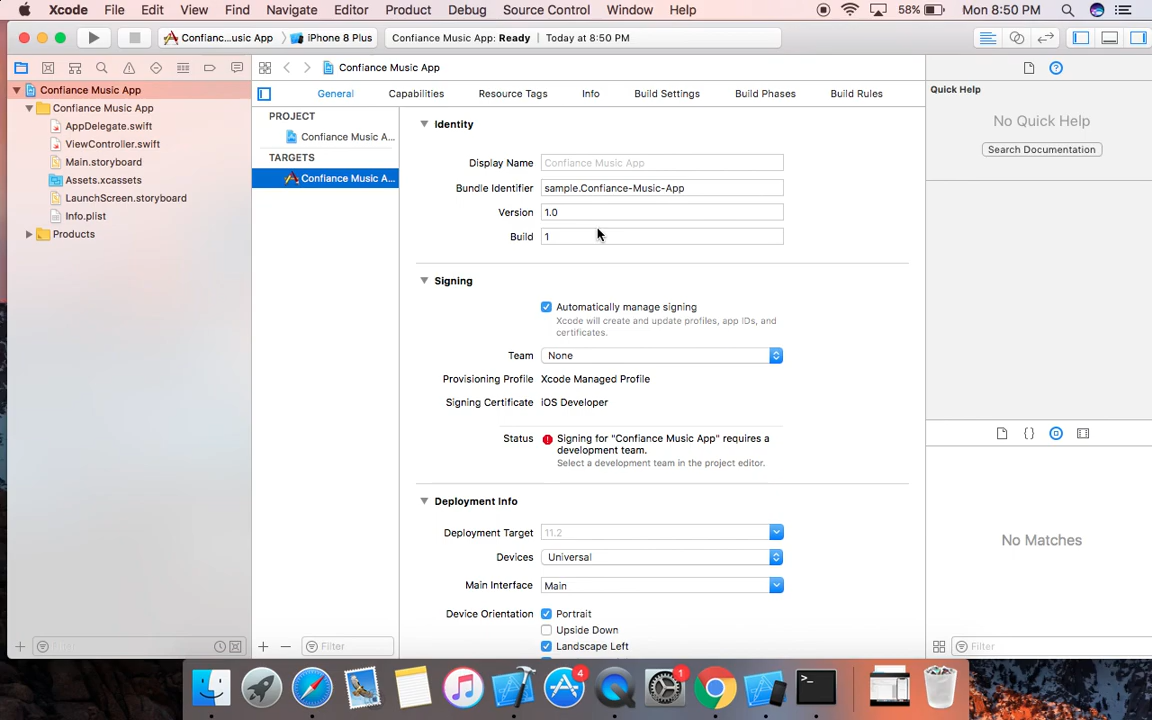 Xcode File Edit View Find Navigate Editor Product Debug Source Control Window Help 58% Mon 8:50 PM
Confianc...usic App iPhone 8 Plus Confiance Music App: Ready Today at 8:50 PM
Confiance Music App
Confiance Music App
AppDelegate.swift
ViewController.swift
Main.storyboard
Assets.xcassets
LaunchScreen.storyboard
Info.plist
Products
Confiance Music App
General Capabilities Resource Tags Info Build Settings Build Phases Build Rules
PROJECT
Confiance Music A...
TARGETS
Confiance Music A...
Filter
Identity
Display Name Confiance Music App
Bundle Identifier sample.Confiance-Music-App
Version 1.0
Build 1
Signing
Automatically manage signing
Xcode will create and update profiles, app IDs, and
certificates.
Team None
Provisioning Profile Xcode Managed Profile
Signing Certificate iOS Developer
Status Signing for "Confiance Music App" requires a
development team.
Select a development team in the project editor.
Deployment Info
Deployment Target 11.2
Devices Universal
Main Interface Main
Device Orientation Portrait
Upside Down
Landscape Left
Quick Help
No Quick Help
Search Documentation
No Matches
Filter
4
1